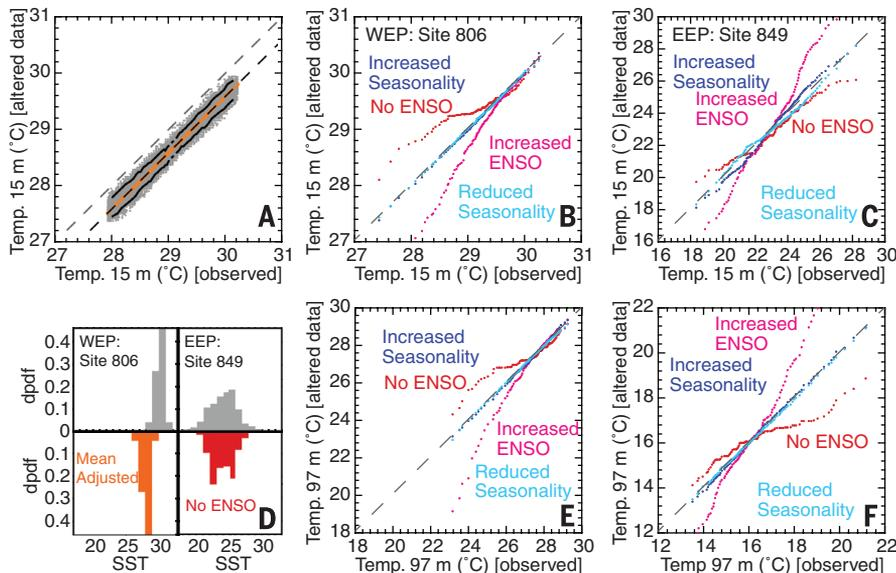 31
30
29
28
27
Temp. 15 m (°C) [altered data]
A
27 28 29 30 31
Temp. 15 m (°C) [observed]
31
30
29
28
27
Temp. 15 m (°C) [altered data]
WEP: Site 806
Increased
Seasonality
No ENSO
Increased
ENSO
Reduced
Seasonality
B
27 28 29 30 31
Temp. 15 m (°C) [observed]
30
28
26
24
22
20
18
16
Temp. 15 m (°C) [altered data]
EEP: Site 849
Increased
Seasonality
Increased
ENSO
No ENSO
Reduced
Seasonality
C
16 18 20 22 24 26 28 30
Temp. 15 m (°C) [observed]
0.4
0.3
0.2
0.1
0
0.1
0.2
0.3
0.4
dpdf
dpdf
WEP:
Site 806
EEP:
Site 849
Mean
Adjusted
No ENSO
D
20 25 30 20 25 30
SST SST
30
28
26
24
22
20
18
Temp. 97 m (°C) [altered data]
Increased
Seasonality
No ENSO
Increased
ENSO
Reduced
Seasonality
E
18 20 22 24 26 28 30
Temp. 97 m (°C) [observed]
22
20
18
16
14
12
Temp. 97 m (°C) [altered data]
Increased
ENSO
Increased
Seasonality
No ENSO
Reduced
Seasonality
F
12 14 16 18 20 22
Temp 97 m (°C) [observed]